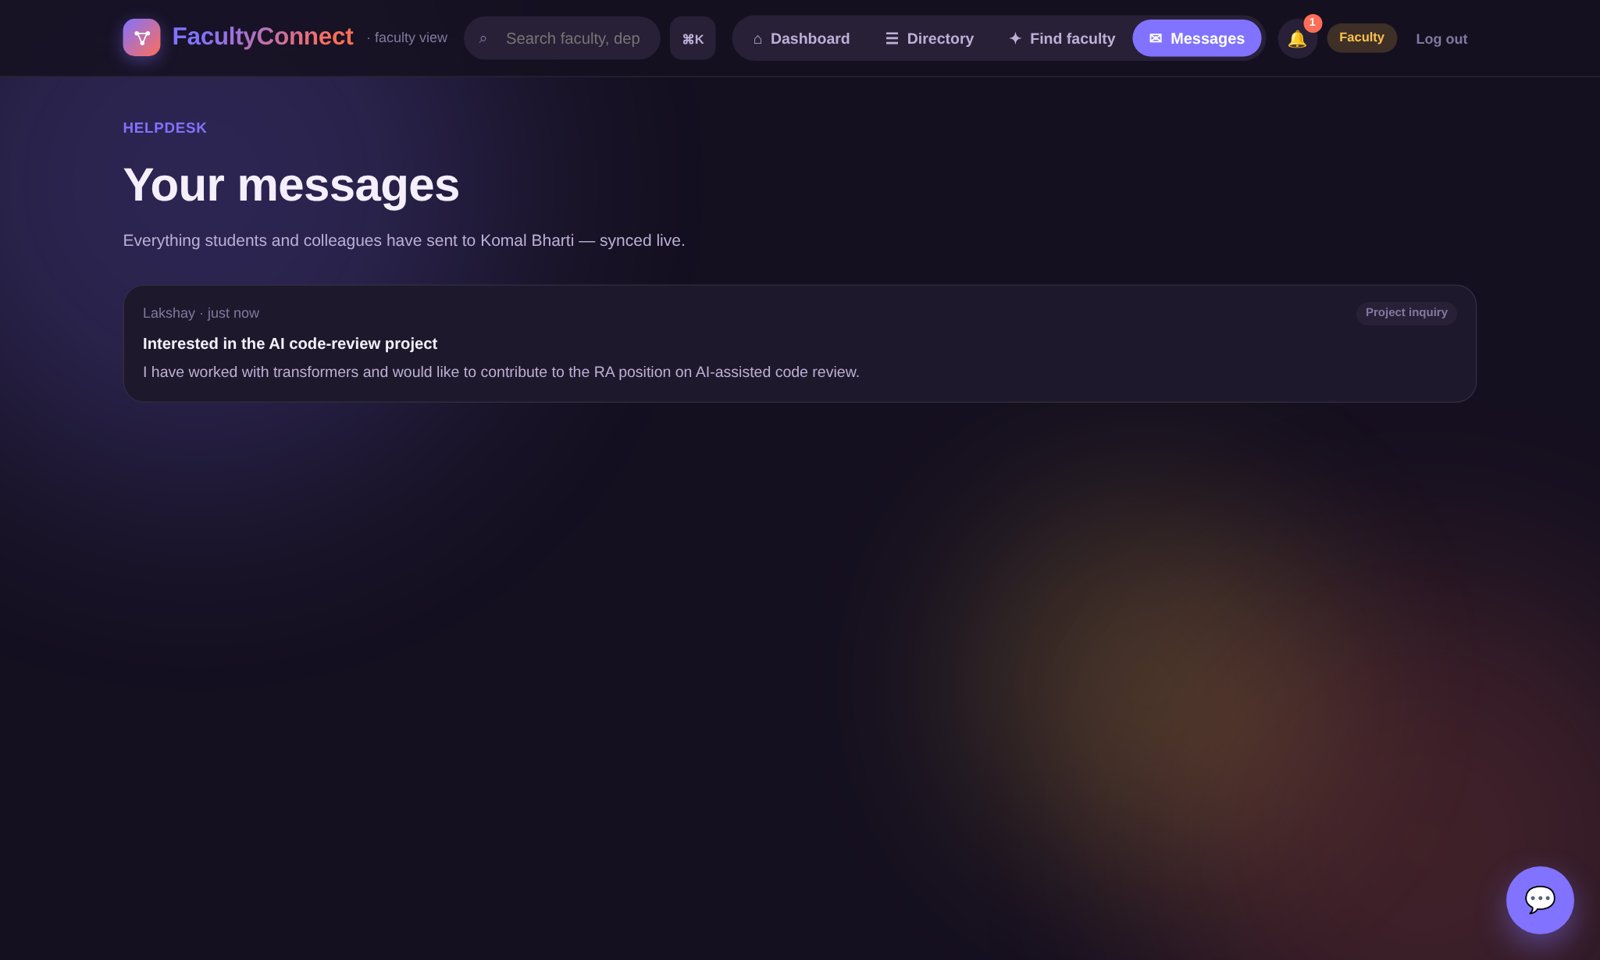 FacultyConnect · faculty view
Search faculty, dep
⌘K
Dashboard
Directory
Find faculty
Messages
1
Faculty
Log out
HELPDESK
Your messages
Everything students and colleagues have sent to Komal Bharti — synced live.
Lakshay · just now
Project inquiry
Interested in the AI code-review project
I have worked with transformers and would like to contribute to the RA position on AI-assisted code review.